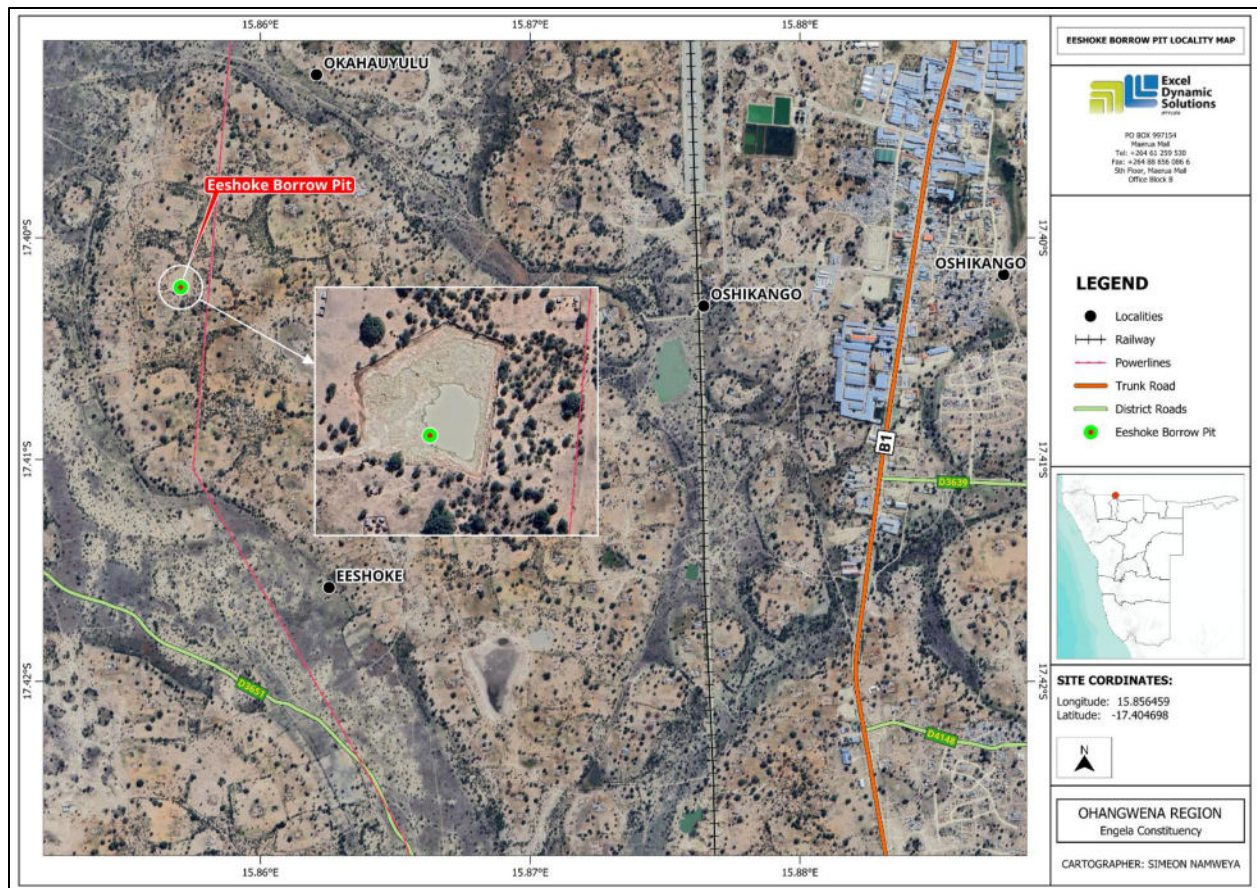 15.86°E
15.87°E
15.88°E
OKAHAUYULU
Eeshoke Borrow Pit
17.40°S
17.40°S
OSHIKANGO
OSHIKANGO
17.41°S
17.41°S
B1
D3639
EESHOKE
17.42°S
17.42°S
D3651
D4148
15.86°E
15.87°E
15.88°E
EESHOKE BORROW PIT LOCALITY MAP
Excel
Dynamic
Solutions
PO BOX 997154
Maerua Mall
Tel: +264 61 259 530
Fax: +264 88 656 086 6
5th Floor, Maerua Mall
Office Block B
LEGEND
Localities
Railway
Powerlines
Trunk Road
District Roads
Eeshoke Borrow Pit
SITE CORDINATES:
Longitude: 15.856459
Latitude: -17.404698
N
OHANGWENA REGION
Engela Constituency
CARTOGRAPHER: SIMEON NAMWEYA